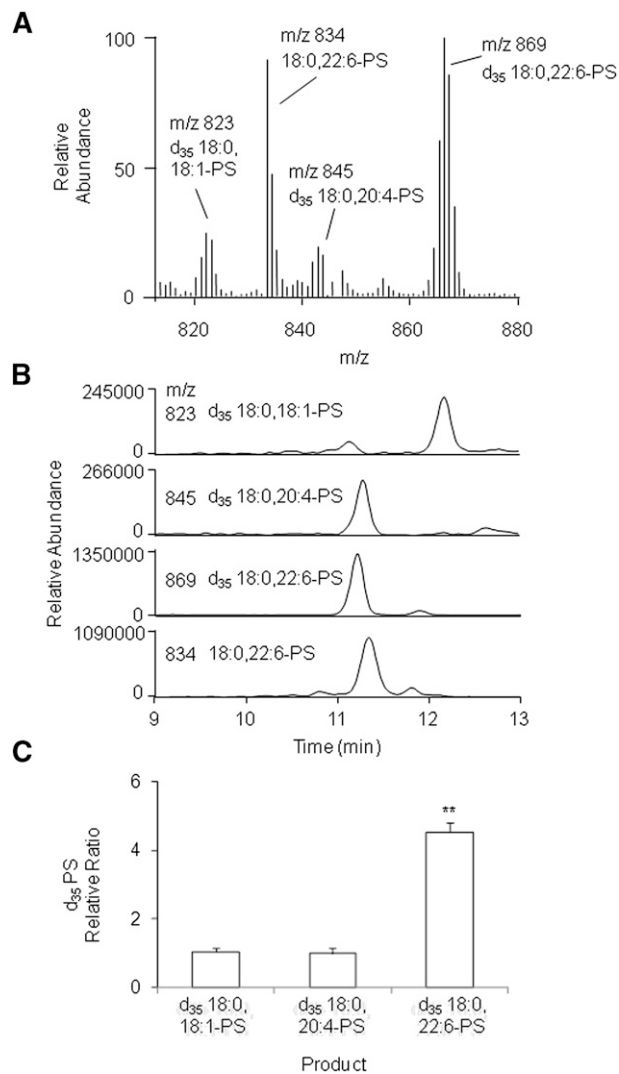 A
100
50
0
Relative
Abundance
m/z 834
18:0,22:6-PS
m/z 869
d35 18:0,22:6-PS
m/z 823
d35 18:0,
18:1-PS
m/z 845
d35 18:0,20:4-PS
820 840 860 880
m/z
B
Relative Abundance
245000
0
m/z
823 d35 18:0,18:1-PS
266000
0
845 d35 18:0,20:4-PS
1350000
0
869 d35 18:0,22:6-PS
1090000
0
834 18:0,22:6-PS
9 10 11 12 13
Time (min)
C
6
4
2
0
d35 PS
Relative Ratio
**
d35 18:0,
18:1-PS
d35 18:0,
20:4-PS
d35 18:0,
22:6-PS
Product